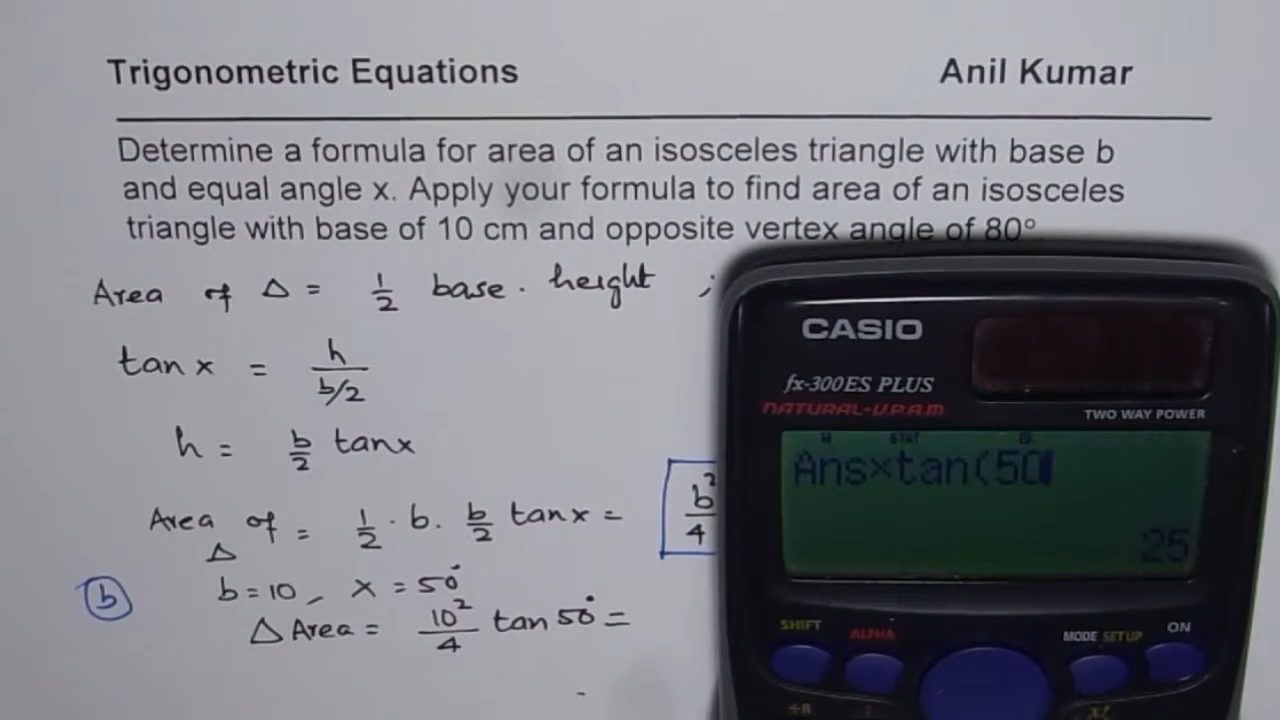 Trigonometric Equations Anil Kumar
Determine a formula for area of an isosceles triangle with base b
and equal angle x. Apply your formula to find area of an isosceles
triangle with base of 10 cm and opposite vertex angle of 80°
Area of Δ = 1/2 base . height ;
tan x = h/(b/2)
h = b/2 tan x
Area of Δ = 1/2 . b . b/2 tan x = b²/4
b b = 10, x = 50°
Δ Area = 10²/4 tan 50° =
CASIO
fx-300ES PLUS
NATURAL-V.P.A.M
TWO WAY POWER
Ans×tan(50
25
SHIFT ALPHA MODE SETUP ON